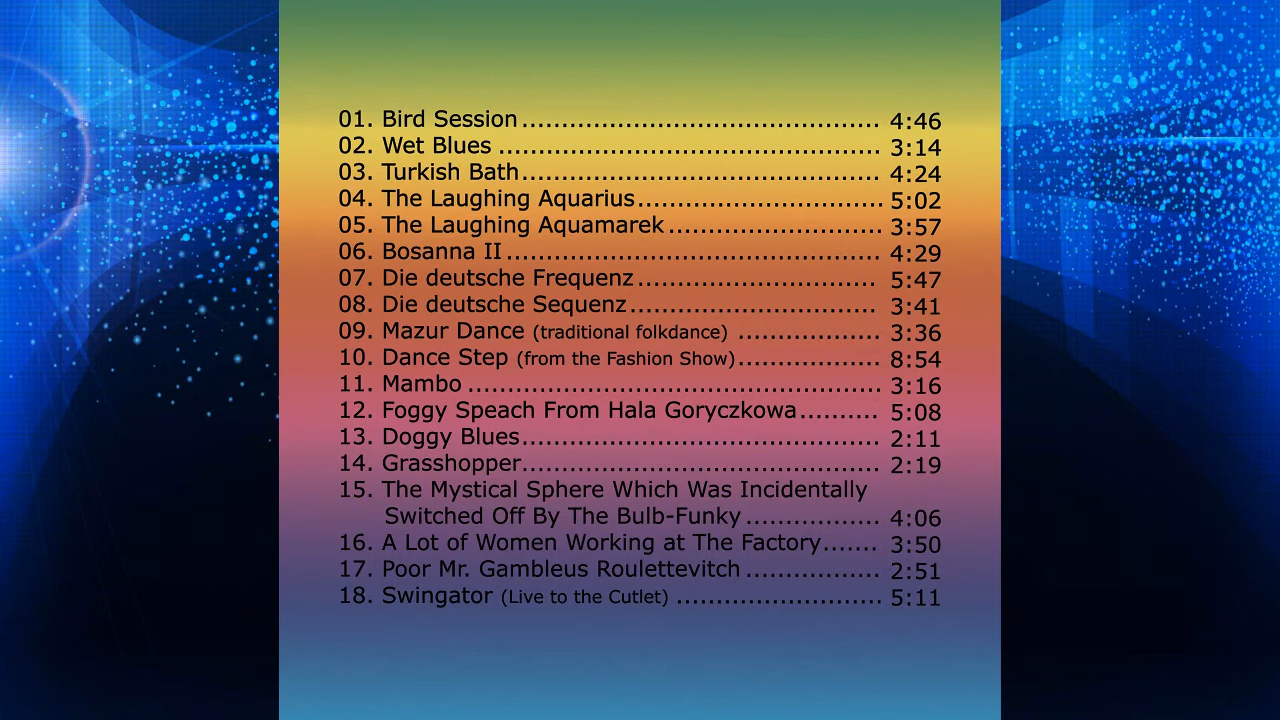 01. Bird Session............................................. 4:46
02. Wet Blues ................................................ 3:14
03. Turkish Bath............................................. 4:24
04. The Laughing Aquarius............................... 5:02
05. The Laughing Aquamarek........................... 3:57
06. Bosanna II............................................... 4:29
07. Die deutsche Frequenz.............................. 5:47
08. Die deutsche Sequenz............................... 3:41
09. Mazur Dance (traditional folkdance) .................. 3:36
10. Dance Step (from the Fashion Show).................. 8:54
11. Mambo .................................................... 3:16
12. Foggy Speach From Hala Goryczkowa.......... 5:08
13. Doggy Blues............................................. 2:11
14. Grasshopper............................................. 2:19
15. The Mystical Sphere Which Was Incidentally
Switched Off By The Bulb-Funky................. 4:06
16. A Lot of Women Working at The Factory....... 3:50
17. Poor Mr. Gambleus Roulettevitch................. 2:51
18. Swingator (Live to the Cutlet) .......................... 5:11